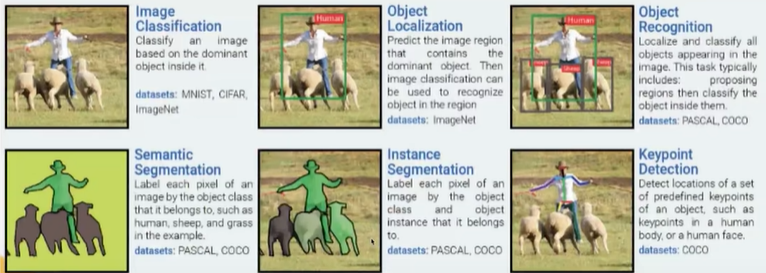 Image
Classification
Classify an image
based on the dominant
object inside it.
datasets: MNIST, CIFAR,
ImageNet
Human
Object
Localization
Predict the image region
that contains the
dominant object. Then
image classification can
be used to recognize
object in the region
datasets: ImageNet
Human
Sheep
Object
Recognition
Localize and classify all
objects appearing in the
image. This task typically
includes: proposing
regions then classify the
object inside them.
datasets: PASCAL, COCO
Semantic
Segmentation
Label each pixel of an
image by the object class
that it belongs to, such as
human, sheep, and grass
in the example.
datasets: PASCAL, COCO
Instance
Segmentation
Label each pixel of an
image by the object
class and object
instance that it belongs
to.
datasets: PASCAL, COCO
Keypoint
Detection
Detect locations of a set
of predefined keypoints
of an object, such as
keypoints in a human
body, or a human face.
datasets: COCO